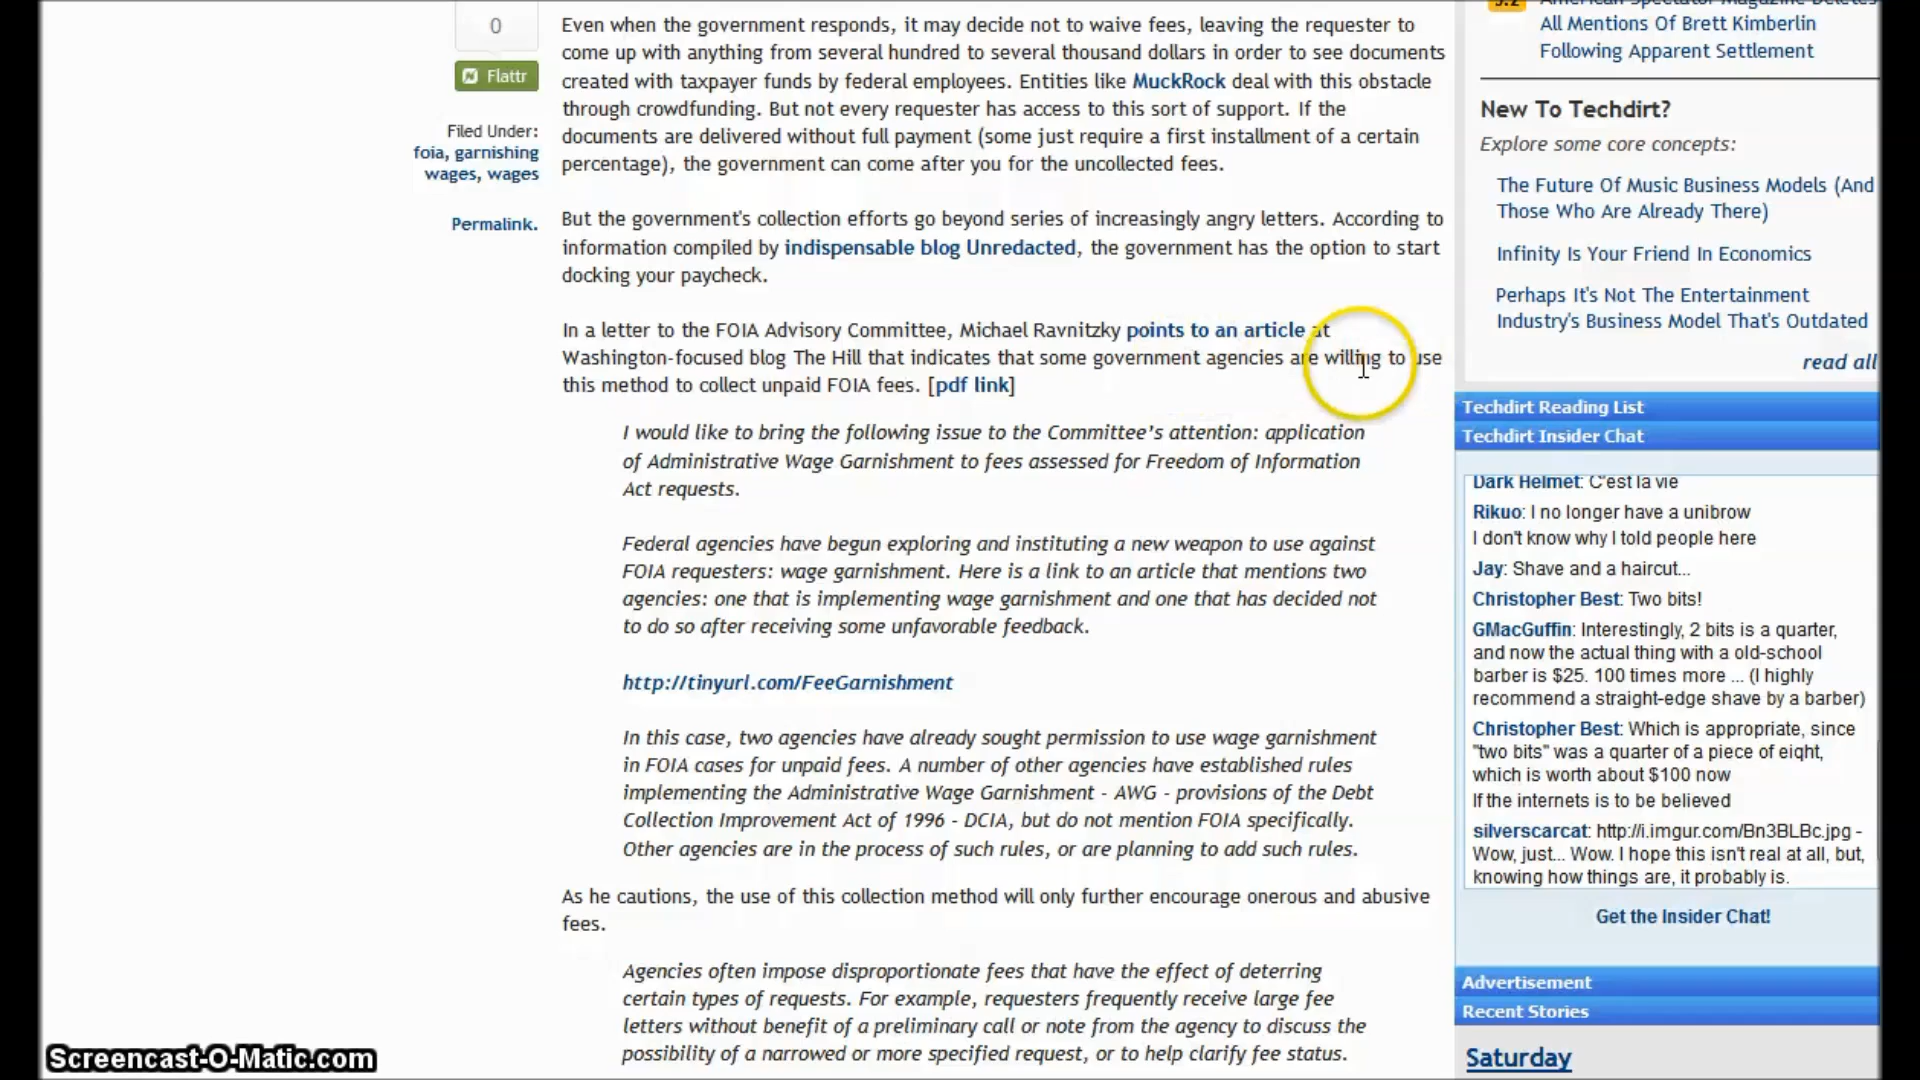 0
Flattr
Filed Under:
foia, garnishing
wages, wages
Permalink.
Even when the government responds, it may decide not to waive fees, leaving the requester to
come up with anything from several hundred to several thousand dollars in order to see documents
created with taxpayer funds by federal employees. Entities like MuckRock deal with this obstacle
through crowdfunding. But not every requester has access to this sort of support. If the
documents are delivered without full payment (some just require a first installment of a certain
percentage), the government can come after you for the uncollected fees.
But the government's collection efforts go beyond series of increasingly angry letters. According to
information compiled by indispensable blog Unredacted, the government has the option to start
docking your paycheck.
In a letter to the FOIA Advisory Committee, Michael Ravnitzky points to an article at
Washington-focused blog The Hill that indicates that some government agencies are willing to use
this method to collect unpaid FOIA fees. [pdf link]
I would like to bring the following issue to the Committee's attention: application
of Administrative Wage Garnishment to fees assessed for Freedom of Information
Act requests.
Federal agencies have begun exploring and instituting a new weapon to use against
FOIA requesters: wage garnishment. Here is a link to an article that mentions two
agencies: one that is implementing wage garnishment and one that has decided not
to do so after receiving some unfavorable feedback.
http://tinyurl.com/FeeGarnishment
In this case, two agencies have already sought permission to use wage garnishment
in FOIA cases for unpaid fees. A number of other agencies have established rules
implementing the Administrative Wage Garnishment - AWG - provisions of the Debt
Collection Improvement Act of 1996 - DCIA, but do not mention FOIA specifically.
Other agencies are in the process of such rules, or are planning to add such rules.
As he cautions, the use of this collection method will only further encourage onerous and abusive
fees.
Agencies often impose disproportionate fees that have the effect of deterring
certain types of requests. For example, requesters frequently receive large fee
letters without benefit of a preliminary call or note from the agency to discuss the
possibility of a narrowed or more specified request, or to help clarify fee status.
5.2
American Spectator Magazine Deletes
All Mentions Of Brett Kimberlin
Following Apparent Settlement
New To Techdirt?
Explore some core concepts:
The Future Of Music Business Models (And
Those Who Are Already There)
Infinity Is Your Friend In Economics
Perhaps It's Not The Entertainment
Industry's Business Model That's Outdated
read all
Techdirt Reading List
Techdirt Insider Chat
Dark Helmet: C'est la vie
Rikuo: I no longer have a unibrow
I don't know why I told people here
Jay: Shave and a haircut...
Christopher Best: Two bits!
GMacGuffin: Interestingly, 2 bits is a quarter,
and now the actual thing with a old-school
barber is $25. 100 times more ... (I highly
recommend a straight-edge shave by a barber)
Christopher Best: Which is appropriate, since
"two bits" was a quarter of a piece of eight,
which is worth about $100 now
If the internets is to be believed
silverscarcat: http://i.imgur.com/Bn3BLBc.jpg -
Wow, just... Wow. I hope this isn't real at all, but,
knowing how things are, it probably is.
Get the Insider Chat!
Advertisement
Recent Stories
Saturday
Screencast-O-Matic.com